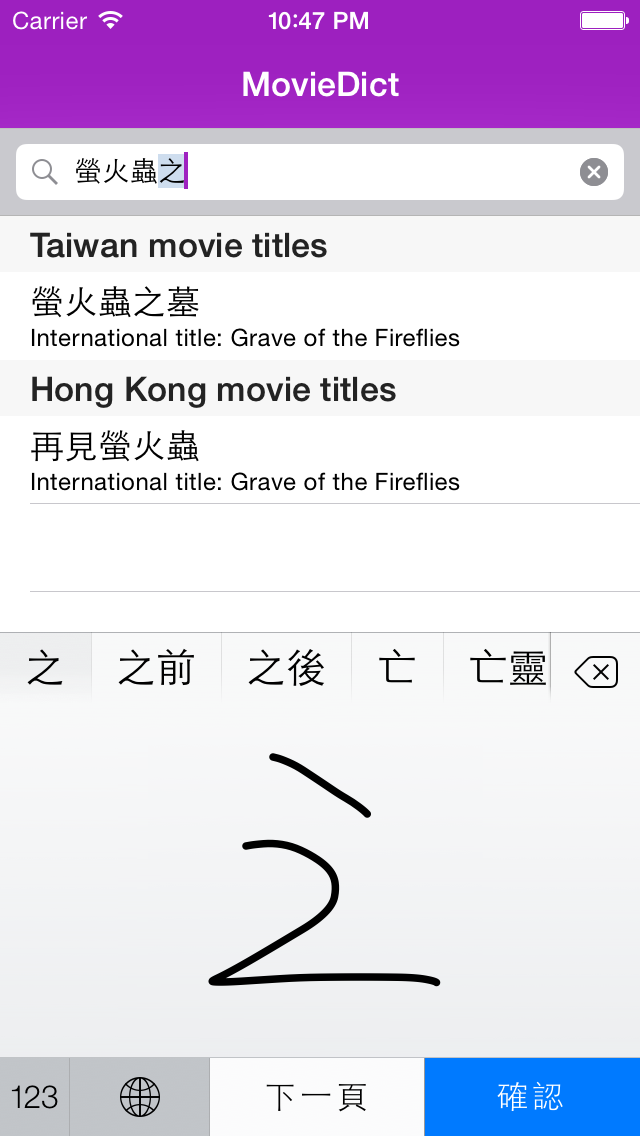 Carrier 10:47 PM
MovieDict
螢火蟲之
Taiwan movie titles
螢火蟲之墓
International title: Grave of the Fireflies
Hong Kong movie titles
再見螢火蟲
International title: Grave of the Fireflies
之 之前 之後 亡 亡靈
之
123 下一頁 確認